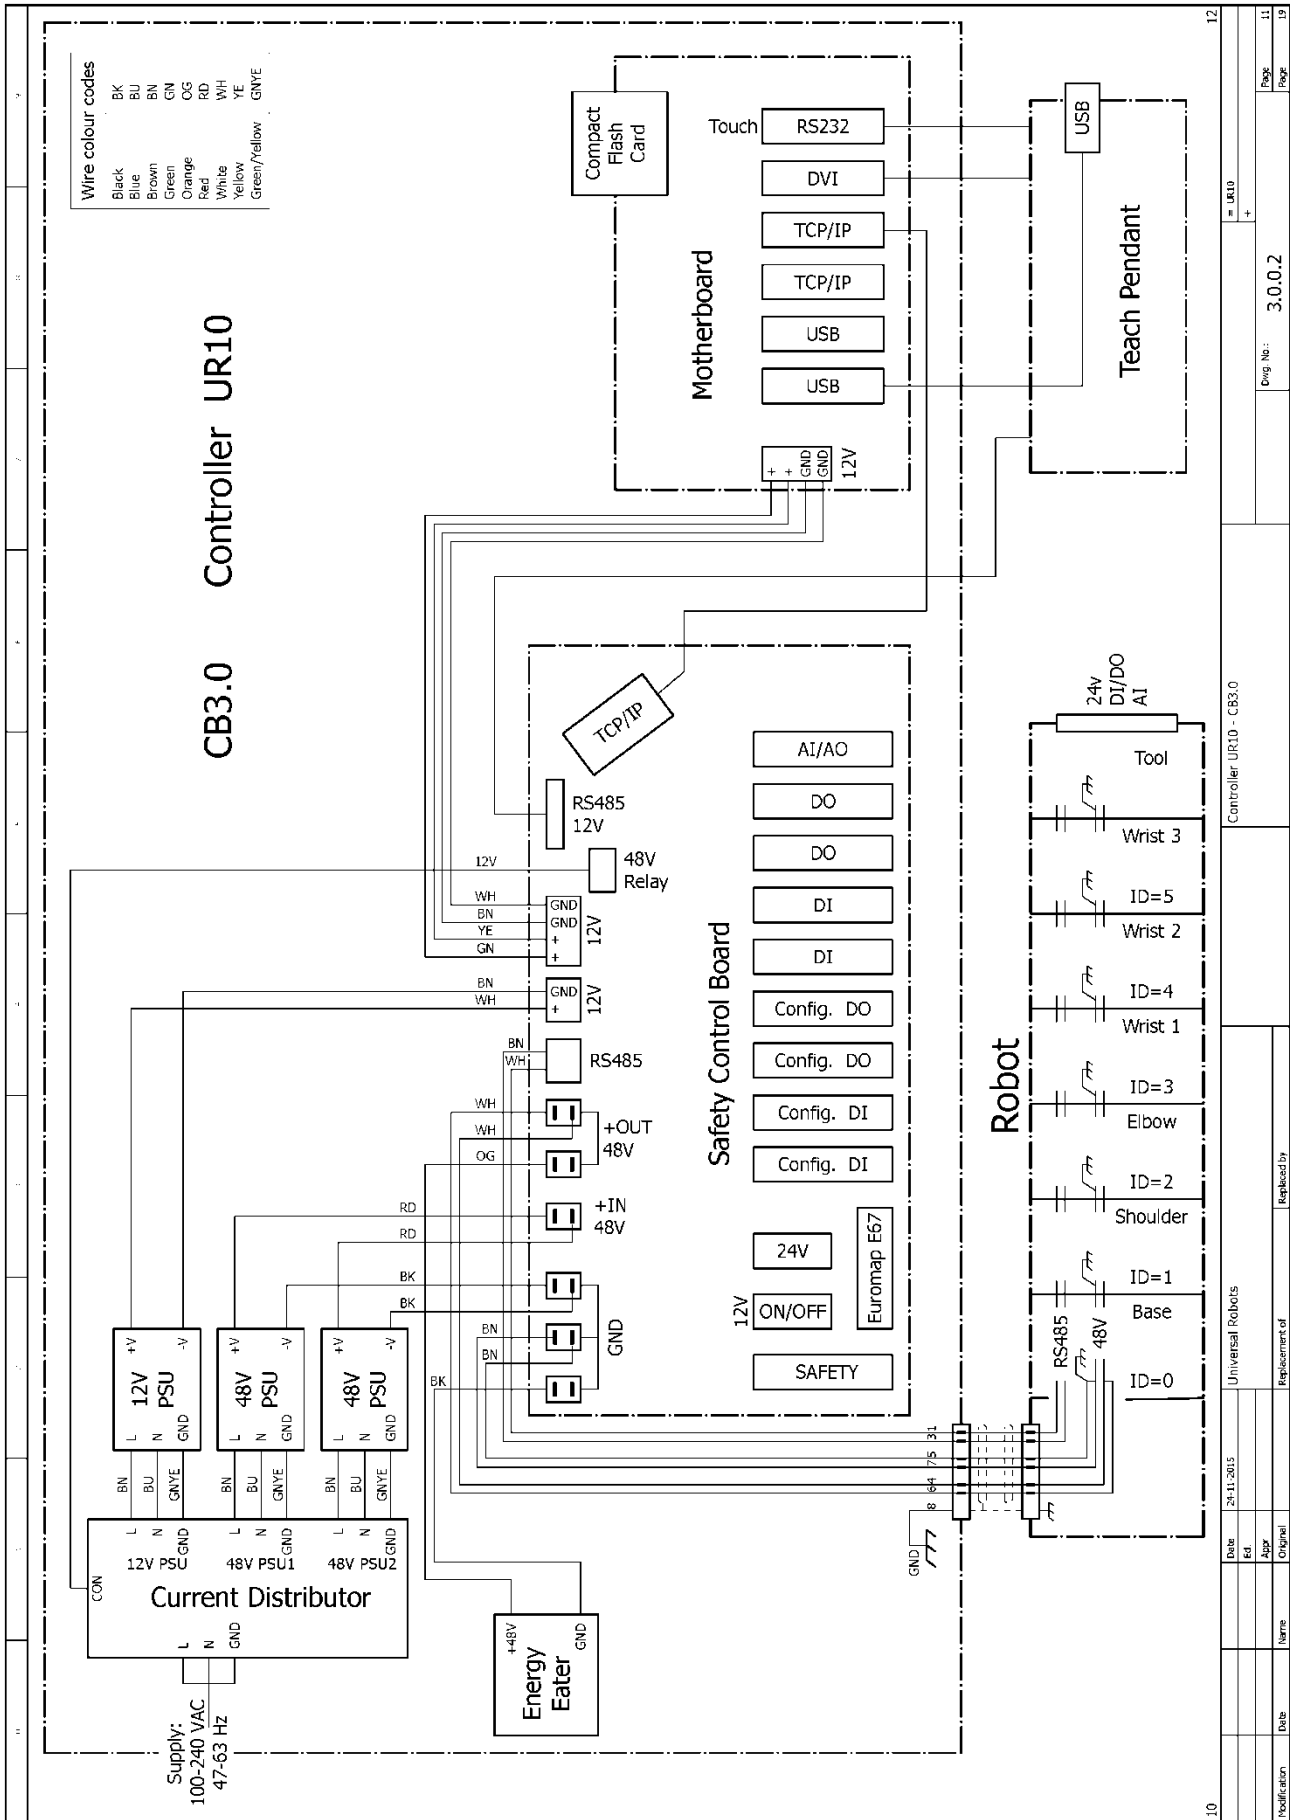 CB3.0 Controller UR10
Wire colour codes
Black BK
Blue BU
Brown BN
Green GN
Orange OG
Red RD
White WH
Yellow YE
Green/Yellow GNYE
Compact
Flash
Card
Motherboard
Touch
RS232
DVI
TCP/IP
TCP/IP
USB
USB
+
+
GND
GND
12V
USB
Teach Pendant
TCP/IP
RS485
12V
12V
48V
Relay
WH
BN
YE
GN
GND
GND
+
+
12V
BN
WH
GND
+
12V
BN
WH
RS485
WH
WH
OG
+OUT
48V
RD
RD
+IN
48V
BK
BK
BN
BN
BK
GND
Safety Control Board
AI/AO
DO
DO
DI
DI
Config. DO
Config. DO
Config. DI
Config. DI
24V
12V
ON/OFF
Euromap E67
SAFETY
12V
PSU
+V
-V
L
N
GND
48V
PSU
+V
-V
L
N
GND
48V
PSU
+V
-V
L
N
GND
BN
BU
GNYE
BN
BU
GNYE
BN
BU
GNYE
L
N
GND
12V PSU
L
N
GND
48V PSU1
L
N
GND
48V PSU2
CON
Current Distributor
L
N
GND
Supply:
100-240 VAC
47-63 Hz
+48V
GND
Energy
Eater
31
75
64
8
GND
Robot
24v
DI/DO
AI
Tool
Wrist 3
ID=5
Wrist 2
ID=4
Wrist 1
ID=3
Elbow
ID=2
Shoulder
ID=1
Base
RS485
48V
ID=0
10
12
Modification
Date
Name
Date
24-11-2015
Ed.
Appr
Original
Universal Robots
Replacement of
Replaced by
Controller UR10 - CB3.0
= UR10
+
Dwg. No.:
3.0.0.2
Page 11
Page 19